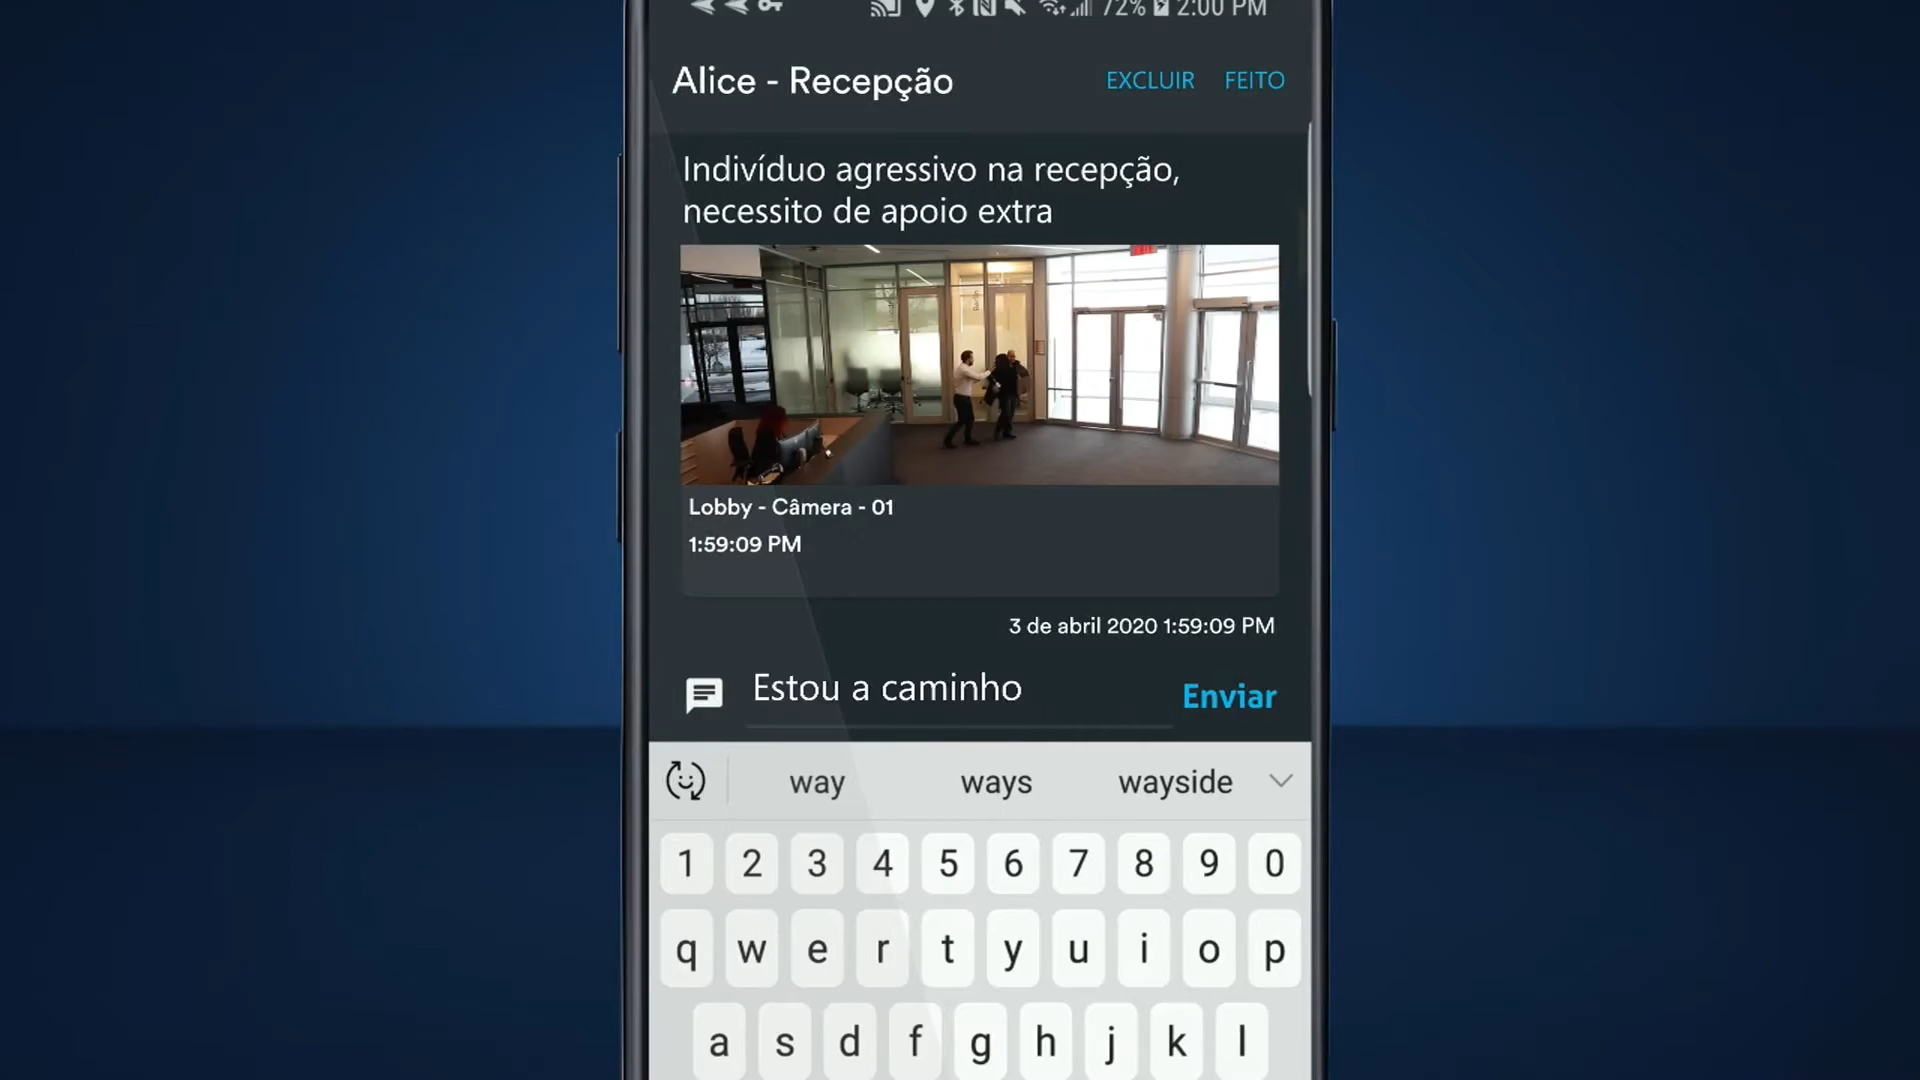 72% 2:00 PM
Alice - Recepção EXCLUIR FEITO
Indivíduo agressivo na recepção,
necessito de apoio extra
Lobby - Câmera - 01
1:59:09 PM
3 de abril 2020 1:59:09 PM
Estou a caminho Enviar
way ways wayside
1 2 3 4 5 6 7 8 9 0
q w e r t y u i o p
a s d f g h j k l